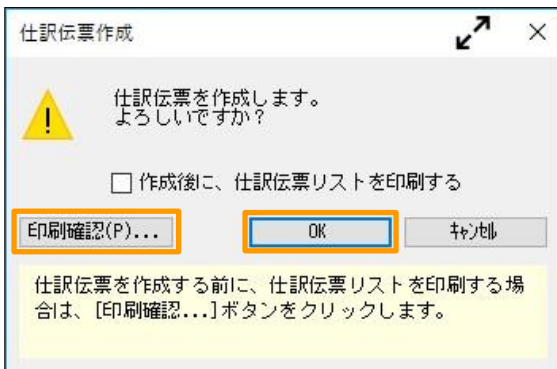 仕訳伝票作成
仕訳伝票を作成します。
よろしいですか？
作成後に、仕訳伝票リストを印刷する
印刷確認(P)... OK ｷｬﾝｾﾙ
仕訳伝票を作成する前に、仕訳伝票リストを印刷する場
合は、[印刷確認...]ボタンをクリックします。